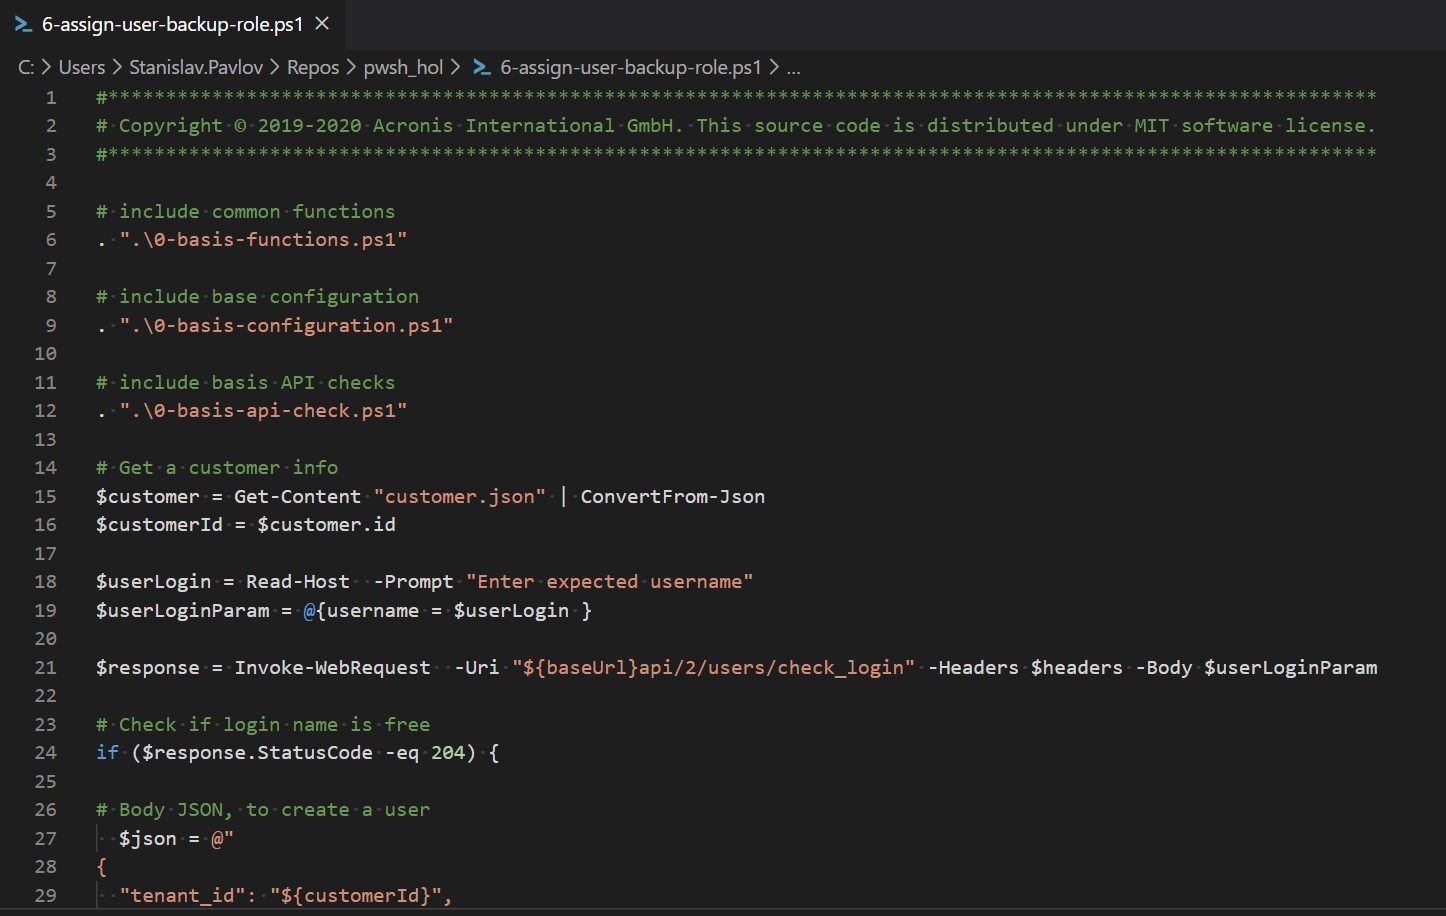 6-assign-user-backup-role.ps1
C: > Users > Stanislav.Pavlov > Repos > pwsh_hol > 6-assign-user-backup-role.ps1 > ...
1 #**************************************************************************************************************
2 # Copyright © 2019-2020 Acronis International GmbH. This source code is distributed under MIT software license.
3 #**************************************************************************************************************
4
5 # include common functions
6 . ".\0-basis-functions.ps1"
7
8 # include base configuration
9 . ".\0-basis-configuration.ps1"
10
11 # include basis API checks
12 . ".\0-basis-api-check.ps1"
13
14 # Get a customer info
15 $customer = Get-Content "customer.json" | ConvertFrom-Json
16 $customerId = $customer.id
17
18 $userLogin = Read-Host  -Prompt "Enter expected username"
19 $userLoginParam = @{username = $userLogin }
20
21 $response = Invoke-WebRequest  -Uri "${baseUrl}api/2/users/check_login" -Headers $headers -Body $userLoginParam
22
23 # Check if login name is free
24 if ($response.StatusCode -eq 204) {
25
26 # Body JSON, to create a user
27   $json = @"
28 {
29   "tenant_id": "${customerId}",